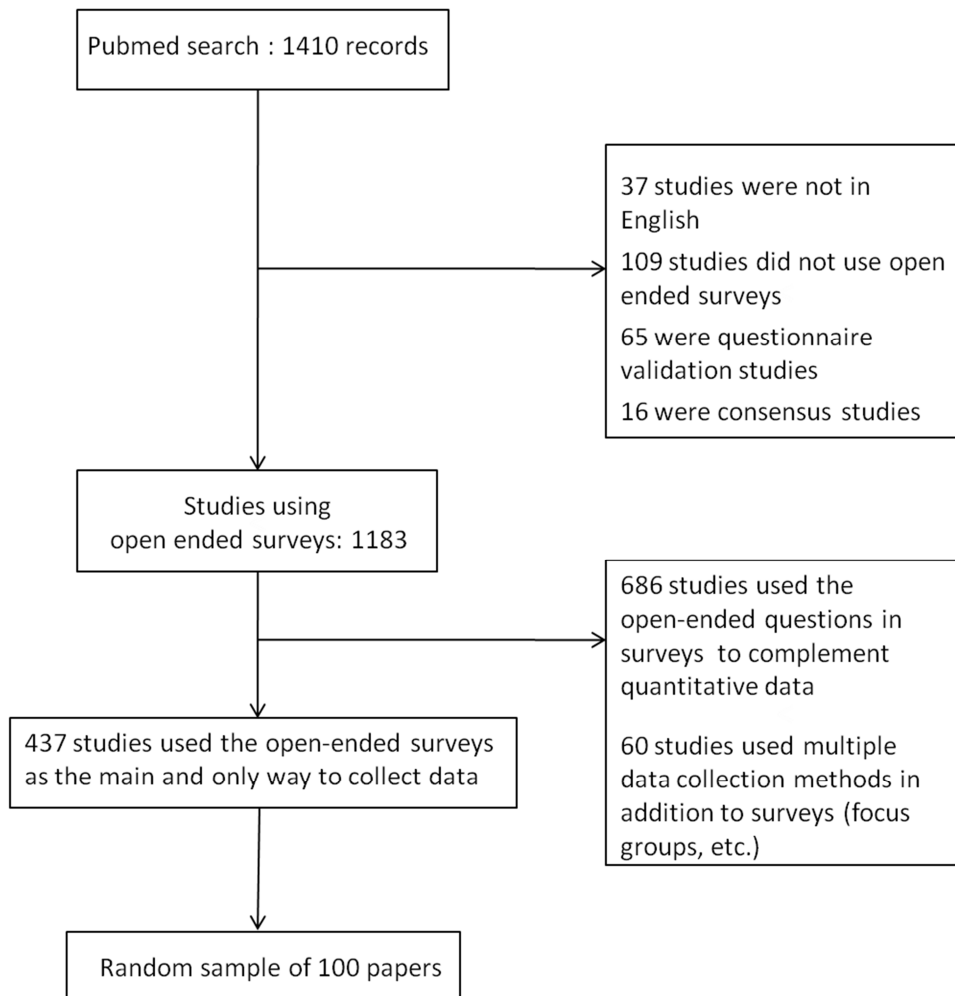 Pubmed search : 1410 records
37 studies were not in
English
109 studies did not use open
ended surveys
65 were questionnaire
validation studies
16 were consensus studies
Studies using
open ended surveys: 1183
686 studies used the
open-ended questions in
surveys to complement
quantitative data
60 studies used multiple
data collection methods in
addition to surveys (focus
groups, etc.)
437 studies used the open-ended surveys
as the main and only way to collect data
Random sample of 100 papers